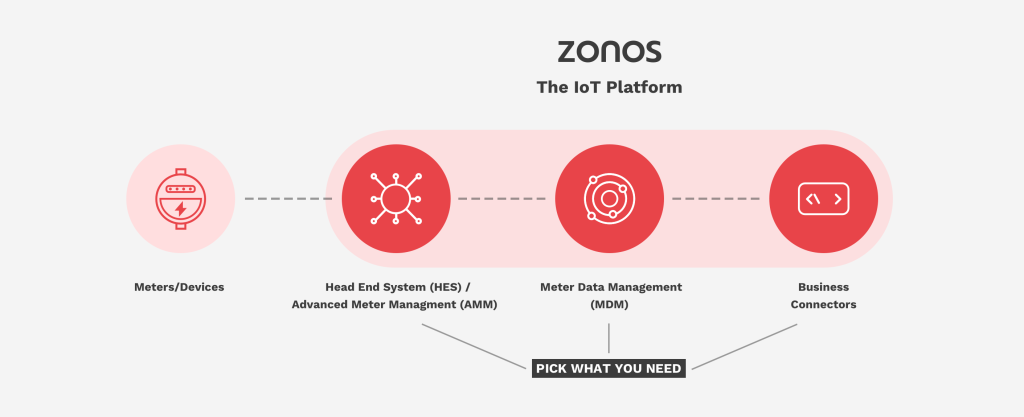 zonos
The IoT Platform
Meters/Devices
Head End System (HES) /
Advanced Meter Managment (AMM)
Meter Data Management
(MDM)
Business
Connectors
PICK WHAT YOU NEED